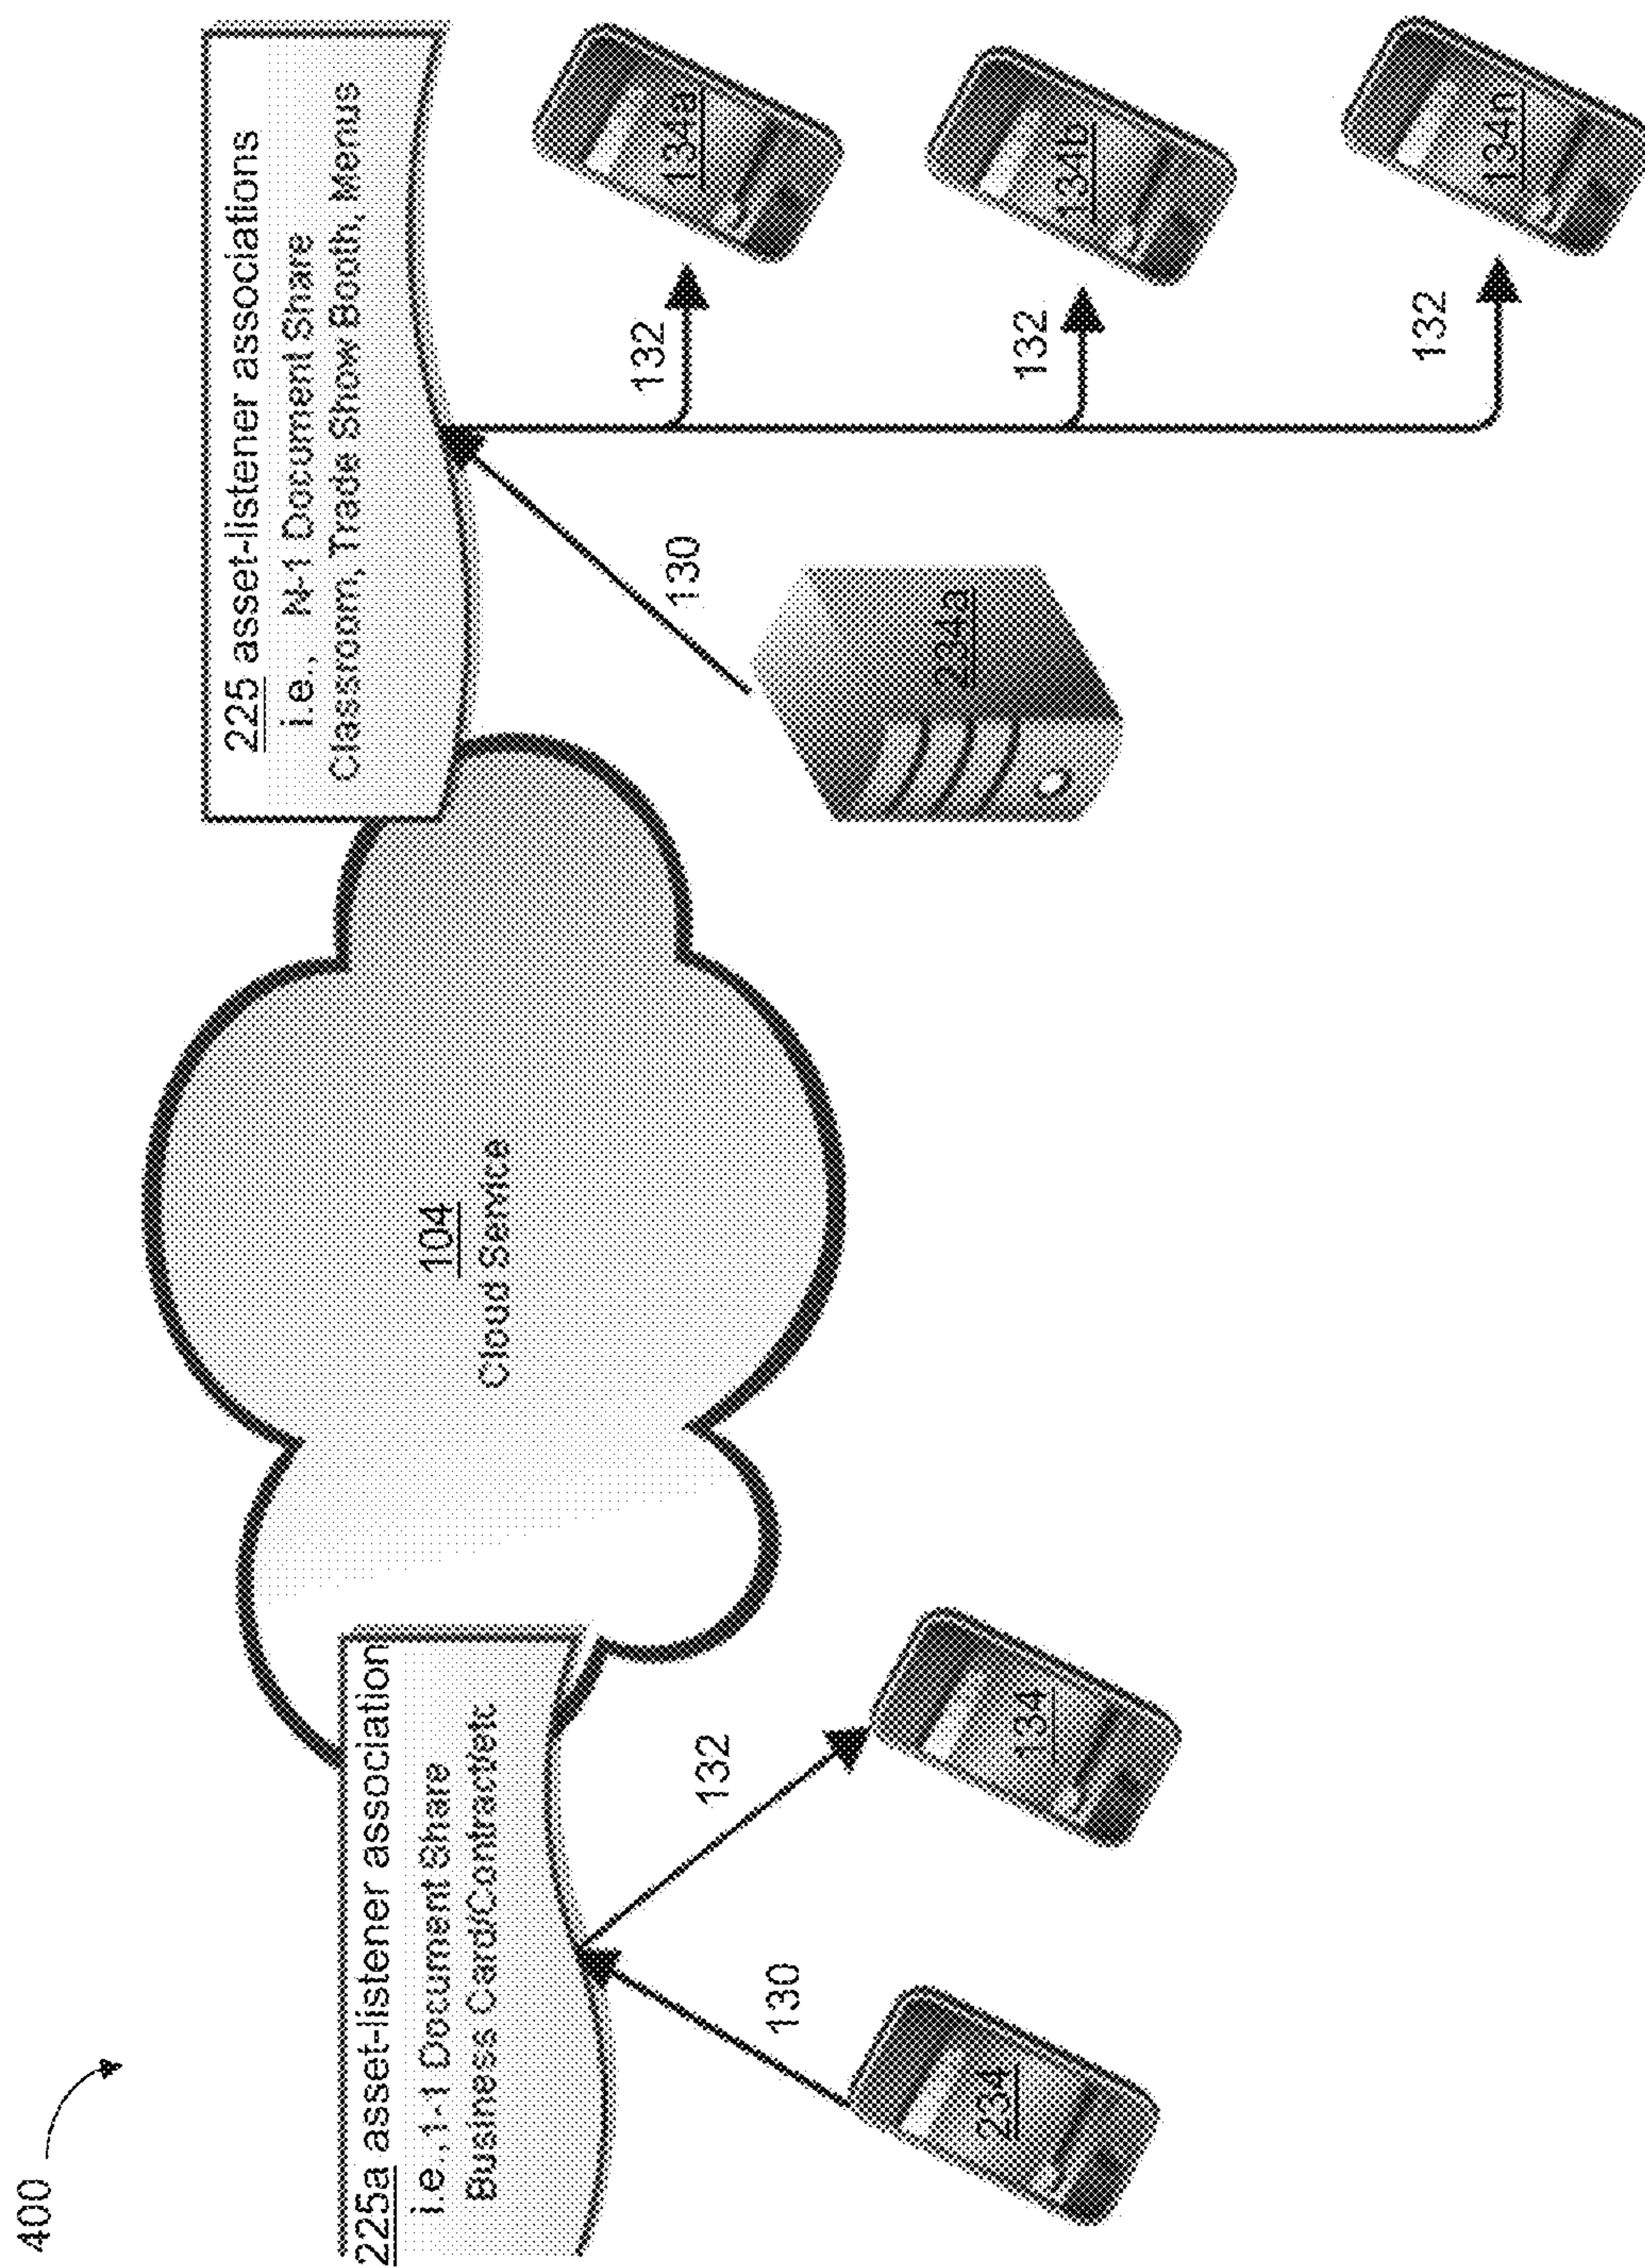 400
225a asset-listener association
i.e., 1-1 Document Share
Business Card/Contract/etc
130
132
234
134
104
Cloud Service
225 asset-listener associations
i.e., N-1 Document Share
Classroom, Trade Show Booth, Menus
130
234a
132
134a
132
134b
132
134n